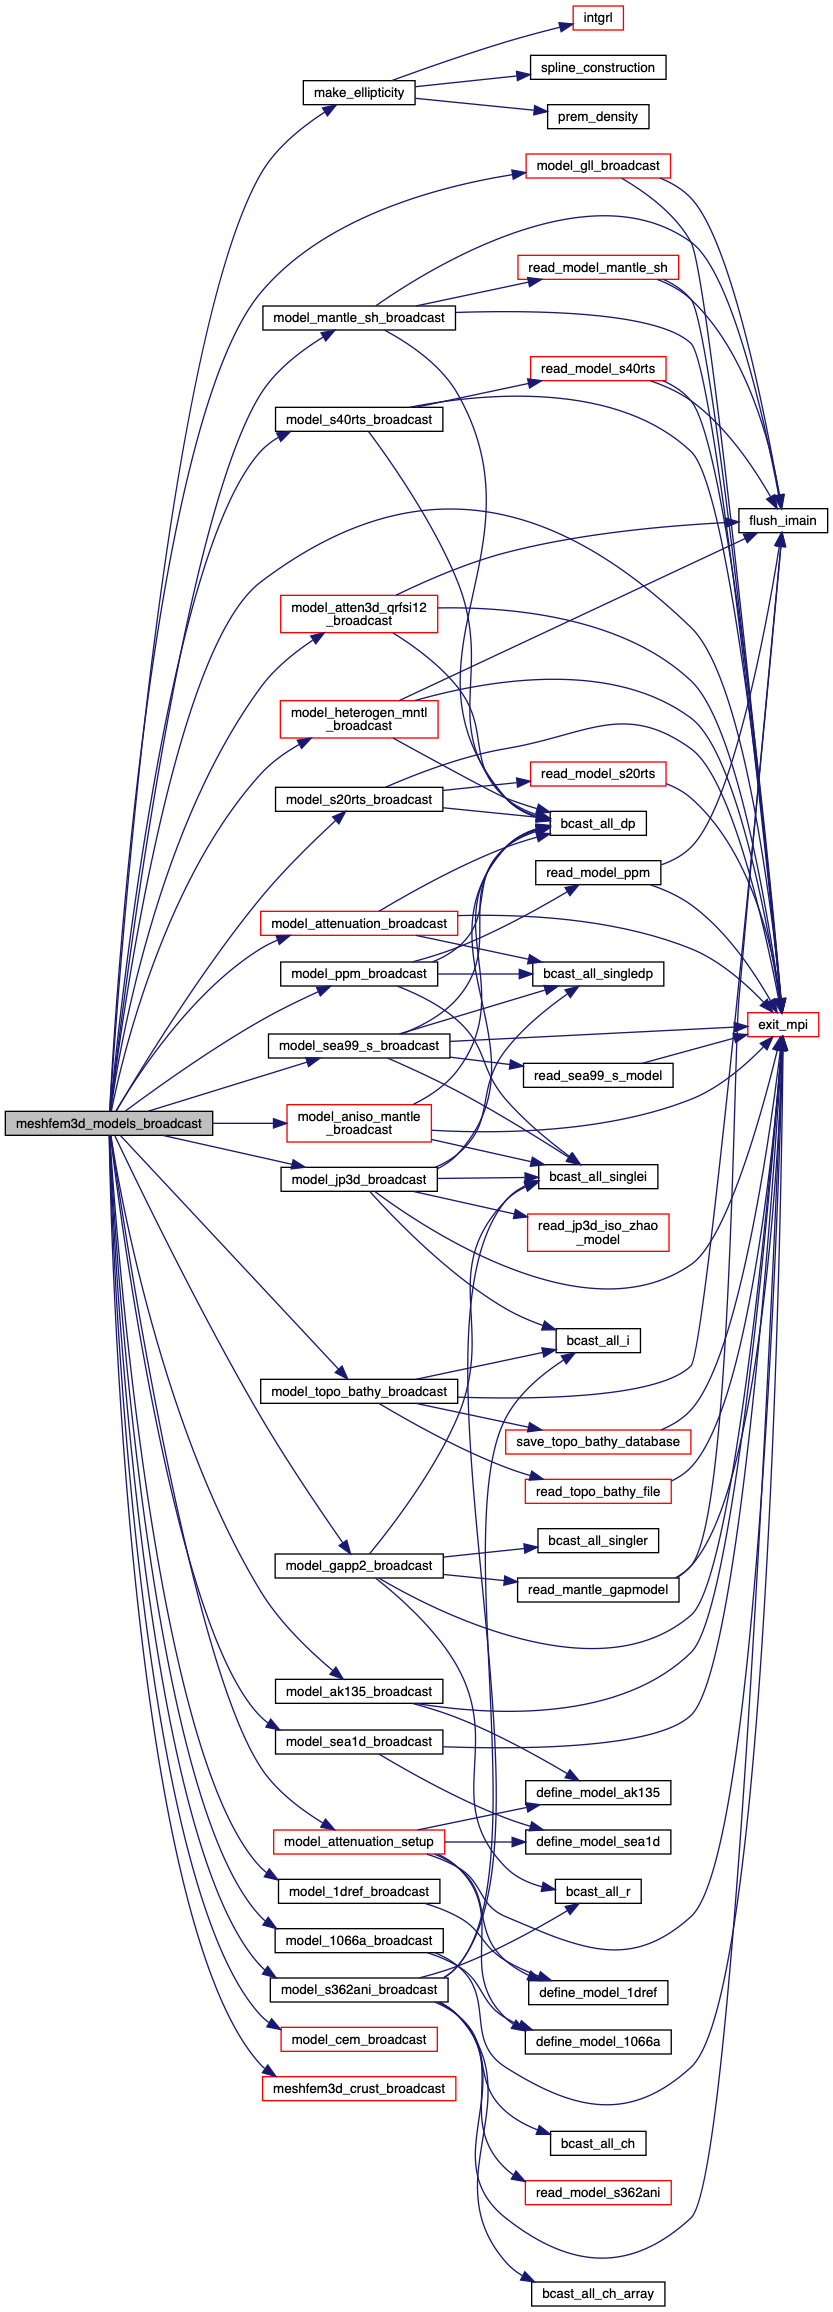 intgrl
spline_construction
make_ellipticity
prem_density
model_gll_broadcast
read_model_mantle_sh
model_mantle_sh_broadcast
read_model_s40rts
model_s40rts_broadcast
flush_imain
model_atten3d_qrfsi12
_broadcast
model_heterogen_mntl
_broadcast
read_model_s20rts
model_s20rts_broadcast
bcast_all_dp
read_model_ppm
model_attenuation_broadcast
model_ppm_broadcast
bcast_all_singledp
exit_mpi
model_sea99_s_broadcast
read_sea99_s_model
meshfem3d_models_broadcast
model_aniso_mantle
_broadcast
model_jp3d_broadcast
bcast_all_singlei
read_jp3d_iso_zhao
_model
bcast_all_i
model_topo_bathy_broadcast
save_topo_bathy_database
read_topo_bathy_file
bcast_all_singler
model_gapp2_broadcast
read_mantle_gapmodel
model_ak135_broadcast
model_sea1d_broadcast
define_model_ak135
model_attenuation_setup
define_model_sea1d
model_1dref_broadcast
bcast_all_r
model_1066a_broadcast
model_s362ani_broadcast
define_model_1dref
model_cem_broadcast
define_model_1066a
meshfem3d_crust_broadcast
bcast_all_ch
read_model_s362ani
bcast_all_ch_array